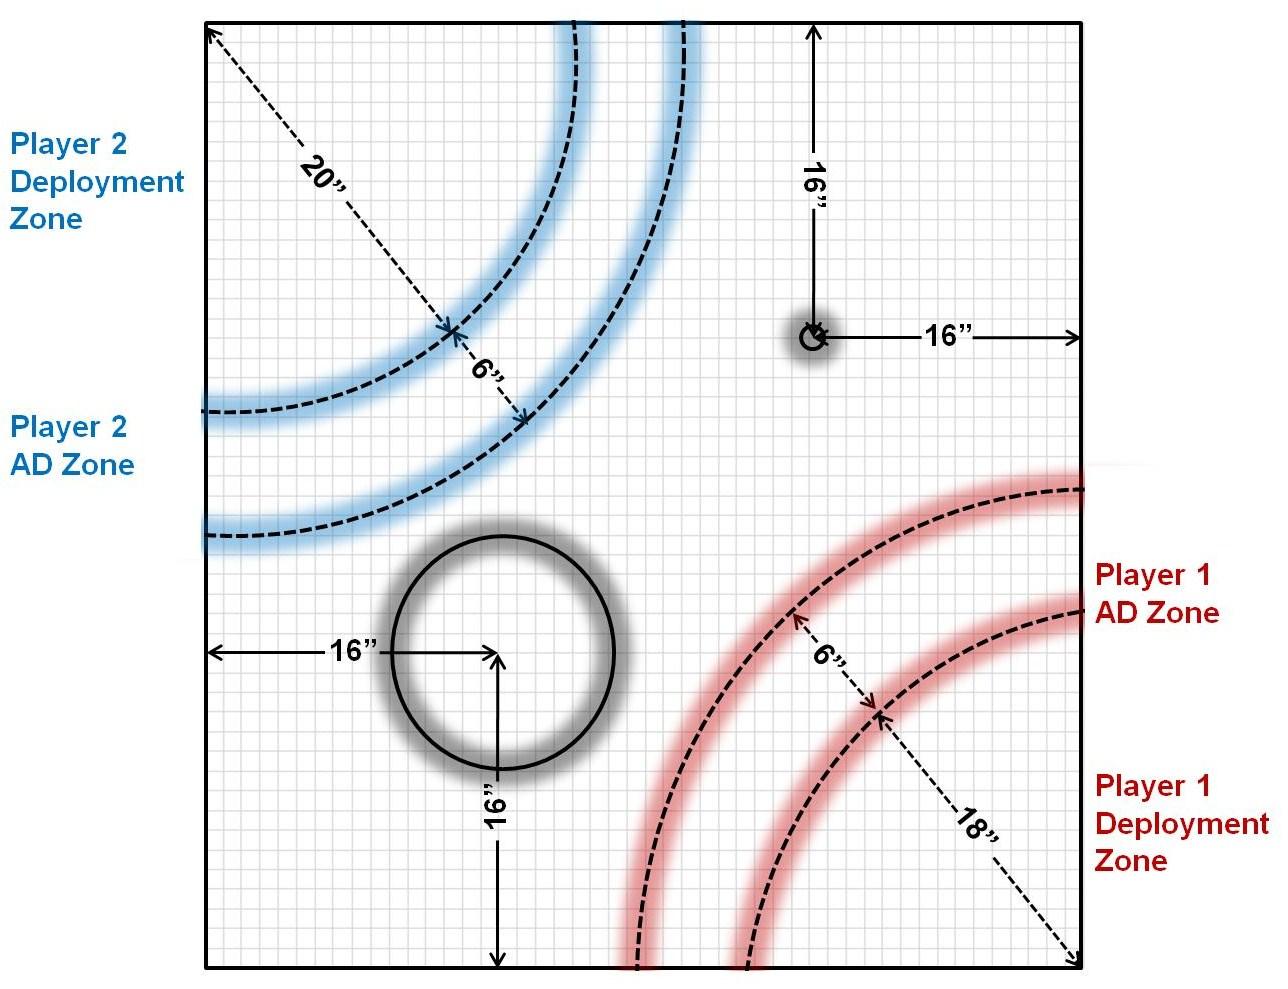 Player 2
Deployment
Zone
20”
16”
16”
6”
Player 2
AD Zone
Player 1
AD Zone
16”
6”
16”
18”
Player 1
Deployment
Zone